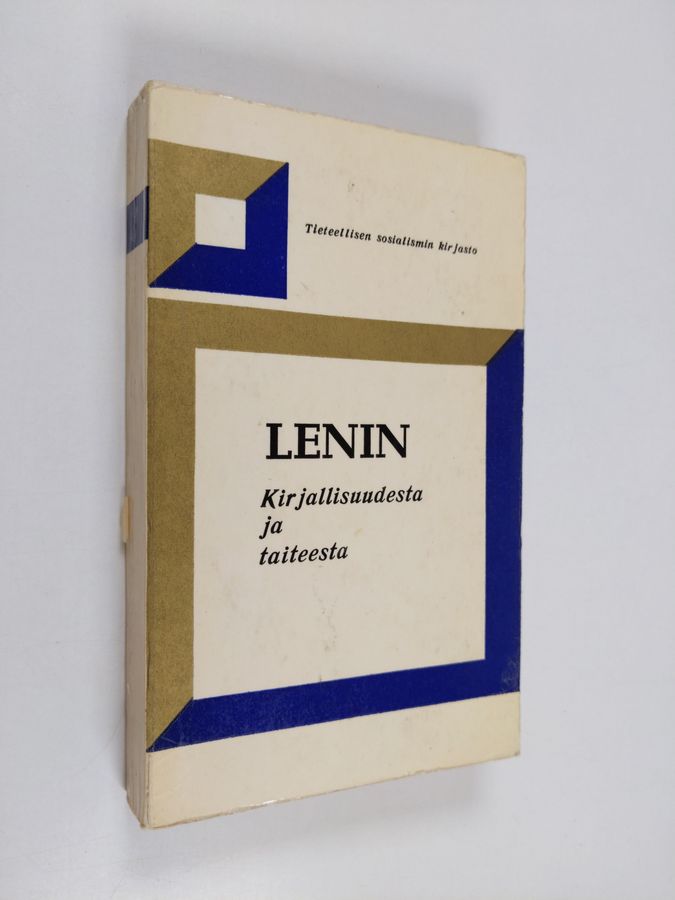 Tieteellisen sosialismin kirjasto
LENIN
Kirjallisuudesta
ja
taiteesta